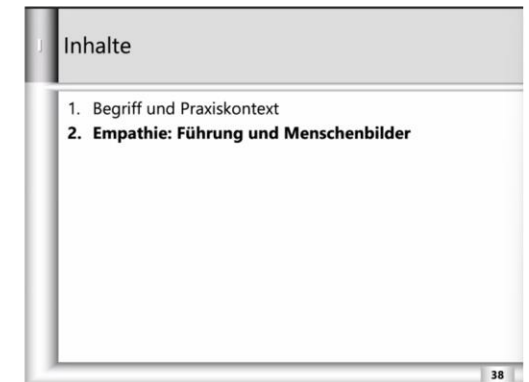 I
Inhalte
1. Begriff und Praxiskontext
2. Empathie: Führung und Menschenbilder
38